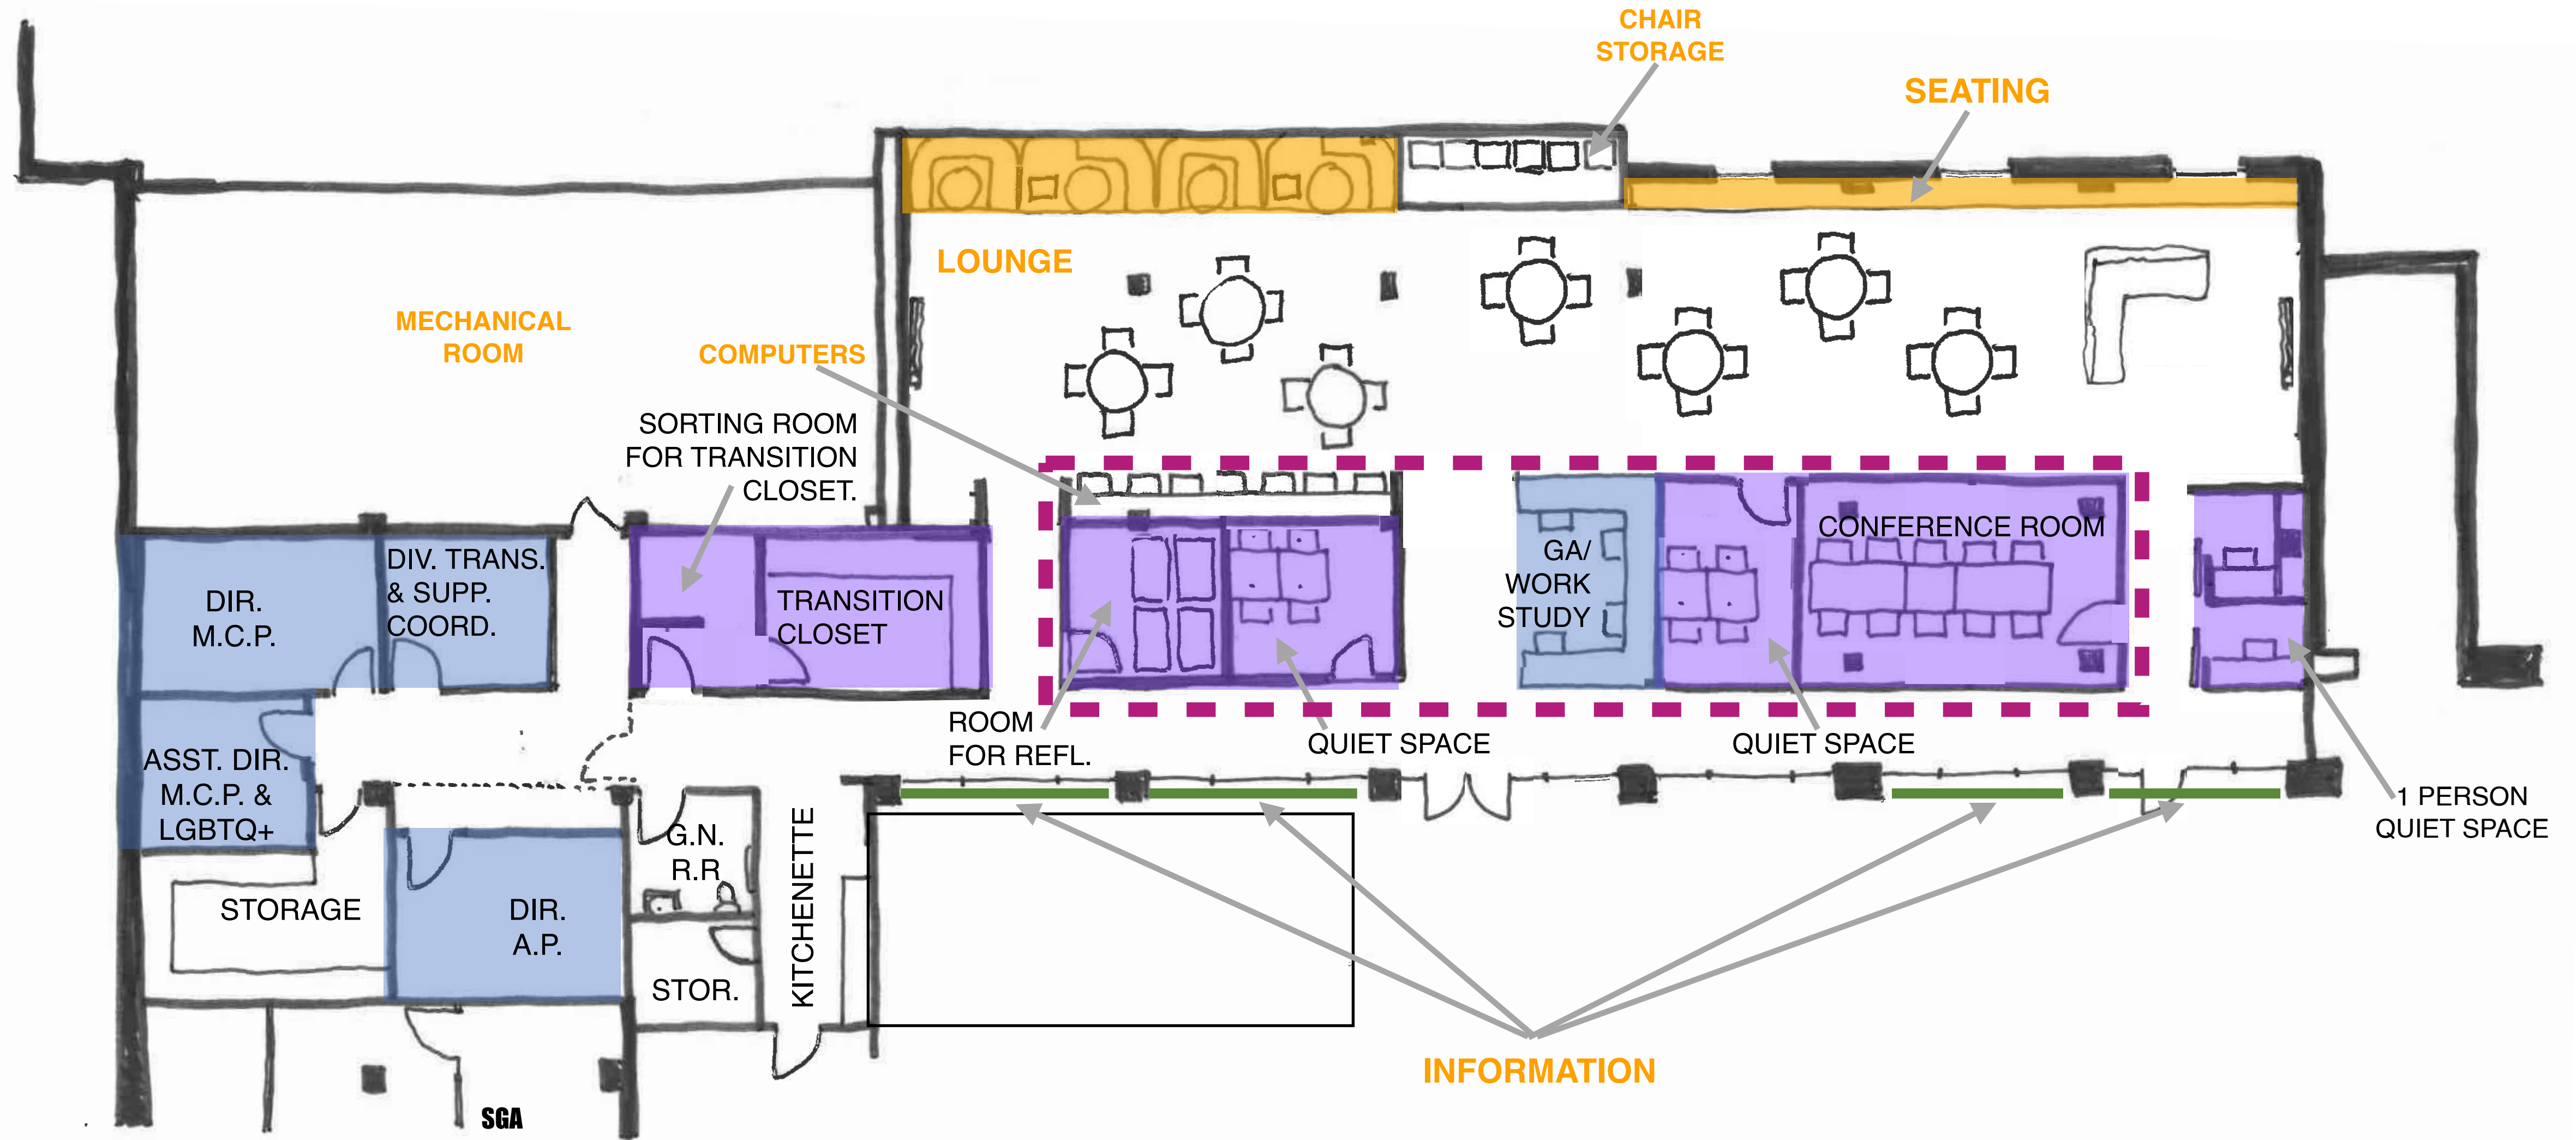 CHAIR
STORAGE
SEATING
LOUNGE
MECHANICAL
ROOM
COMPUTERS
SORTING ROOM
FOR TRANSITION
CLOSET.
CONFERENCE ROOM
GA/
WORK
STUDY
DIV. TRANS.
& SUPP.
COORD.
DIR.
M.C.P.
TRANSITION
CLOSET
ROOM
FOR REFL.
QUIET SPACE
QUIET SPACE
ASST. DIR.
M.C.P. &
LGBTQ+
1 PERSON
QUIET SPACE
G.N.
R.R
KITCHENETTE
STORAGE
DIR.
A.P.
STOR.
INFORMATION
SGA